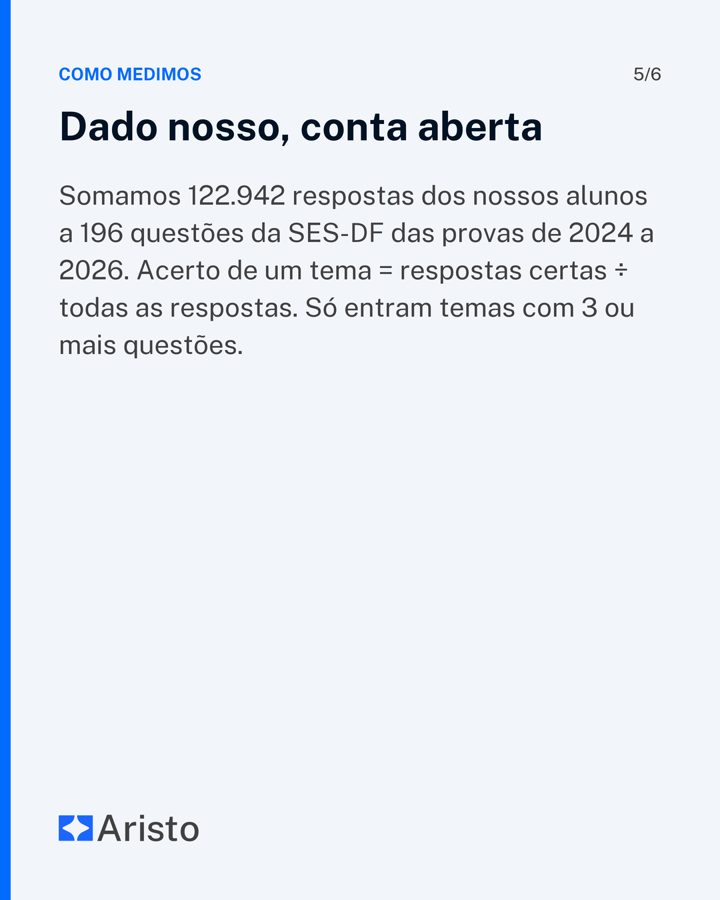 COMO MEDIMOS
5/6
Dado nosso, conta aberta
Somamos 122.942 respostas dos nossos alunos
a 196 questões da SES-DF das provas de 2024 a
2026. Acerto de um tema = respostas certas ÷
todas as respostas. Só entram temas com 3 ou
mais questões.
Aristo